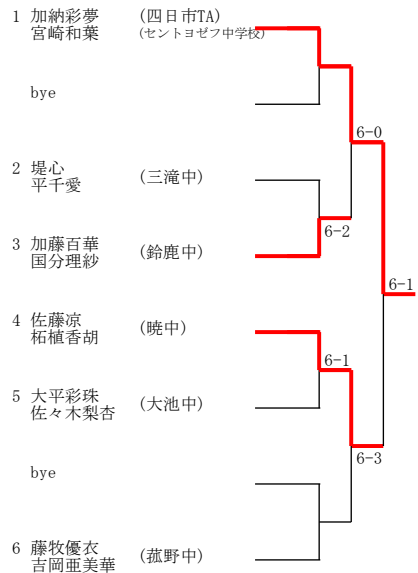 1 加納彩夢 (四日市TA)
宮崎和葉 (セントヨゼフ中学校)
bye
6-0
2 堤心
平千愛 (三滝中)
6-2
3 加藤百華
国分理紗 (鈴鹿中)
6-1
4 佐藤凉
柘植香胡 (暁中)
6-1
5 大平彩珠
佐々木梨杏 (大池中)
6-3
bye
6 藤牧優衣
吉岡亜美華 (菰野中)